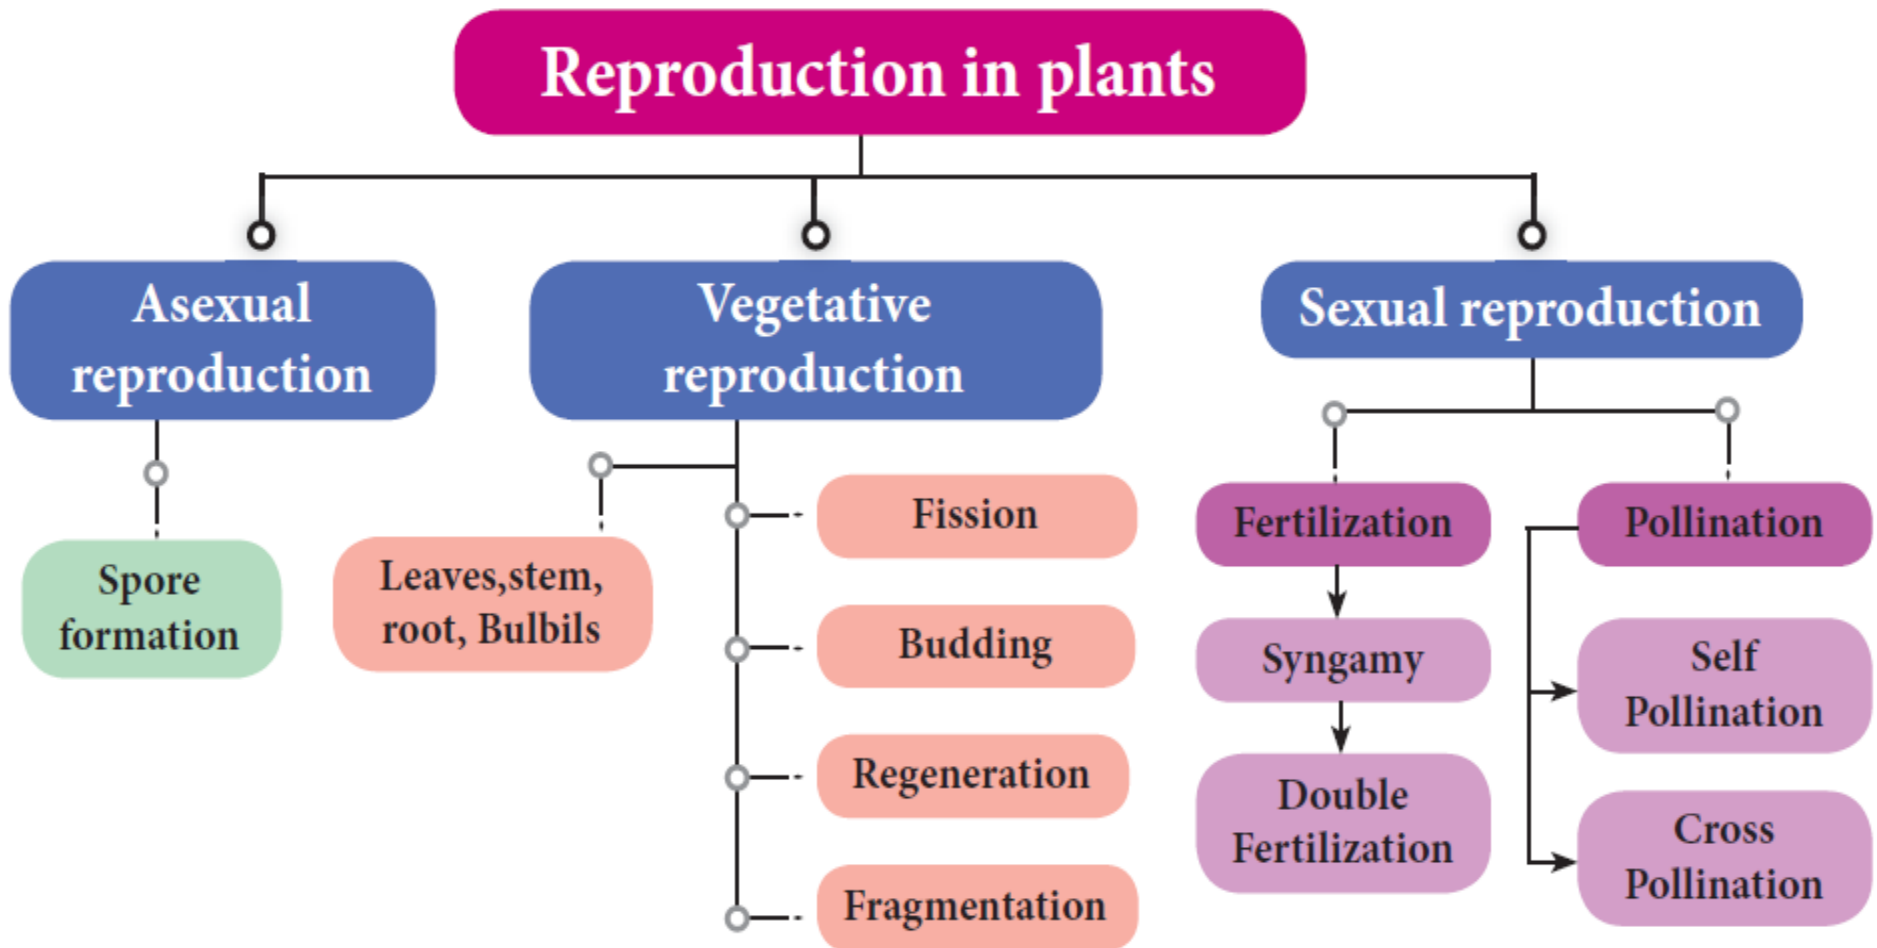 Reproduction in plants
Asexual
reproduction
Vegetative
reproduction
Sexual reproduction
Spore
formation
Leaves,stem,
root, Bulbils
Fission
Budding
Regeneration
Fragmentation
Fertilization
Syngamy
Double
Fertilization
Pollination
Self
Pollination
Cross
Pollination